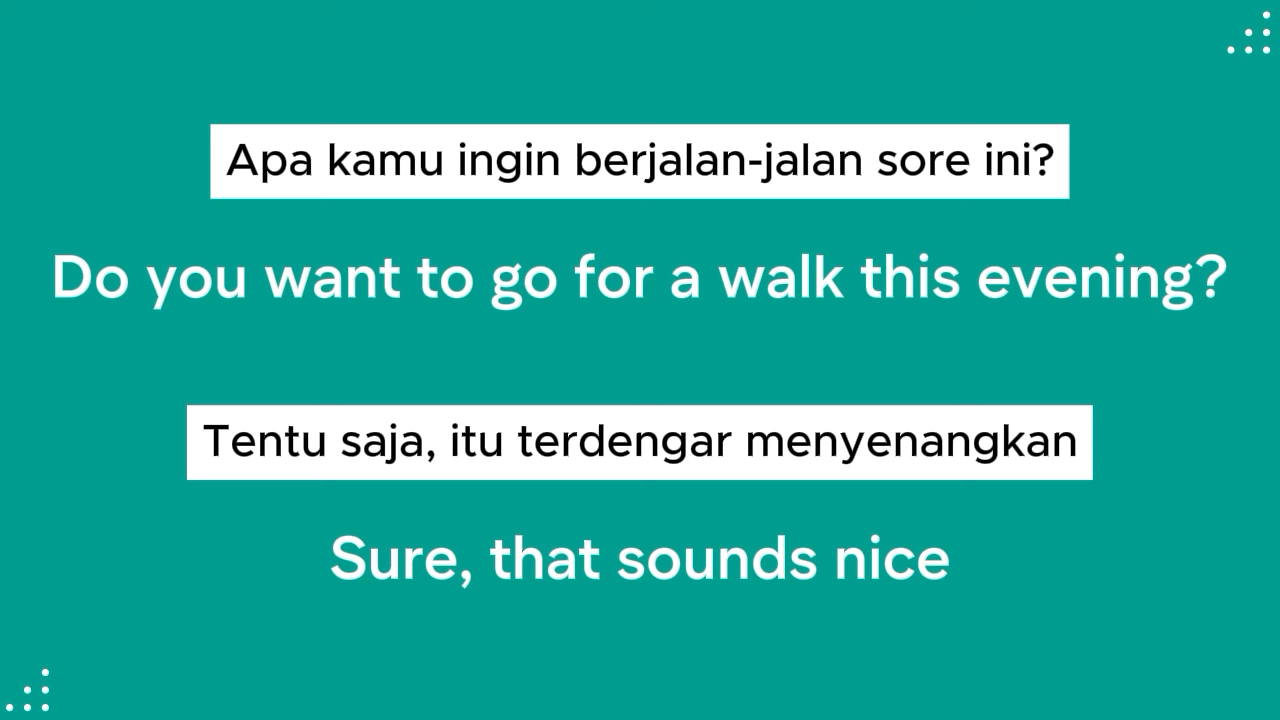 Apa kamu ingin berjalan-jalan sore ini?
Do you want to go for a walk this evening?
Tentu saja, itu terdengar menyenangkan
Sure, that sounds nice